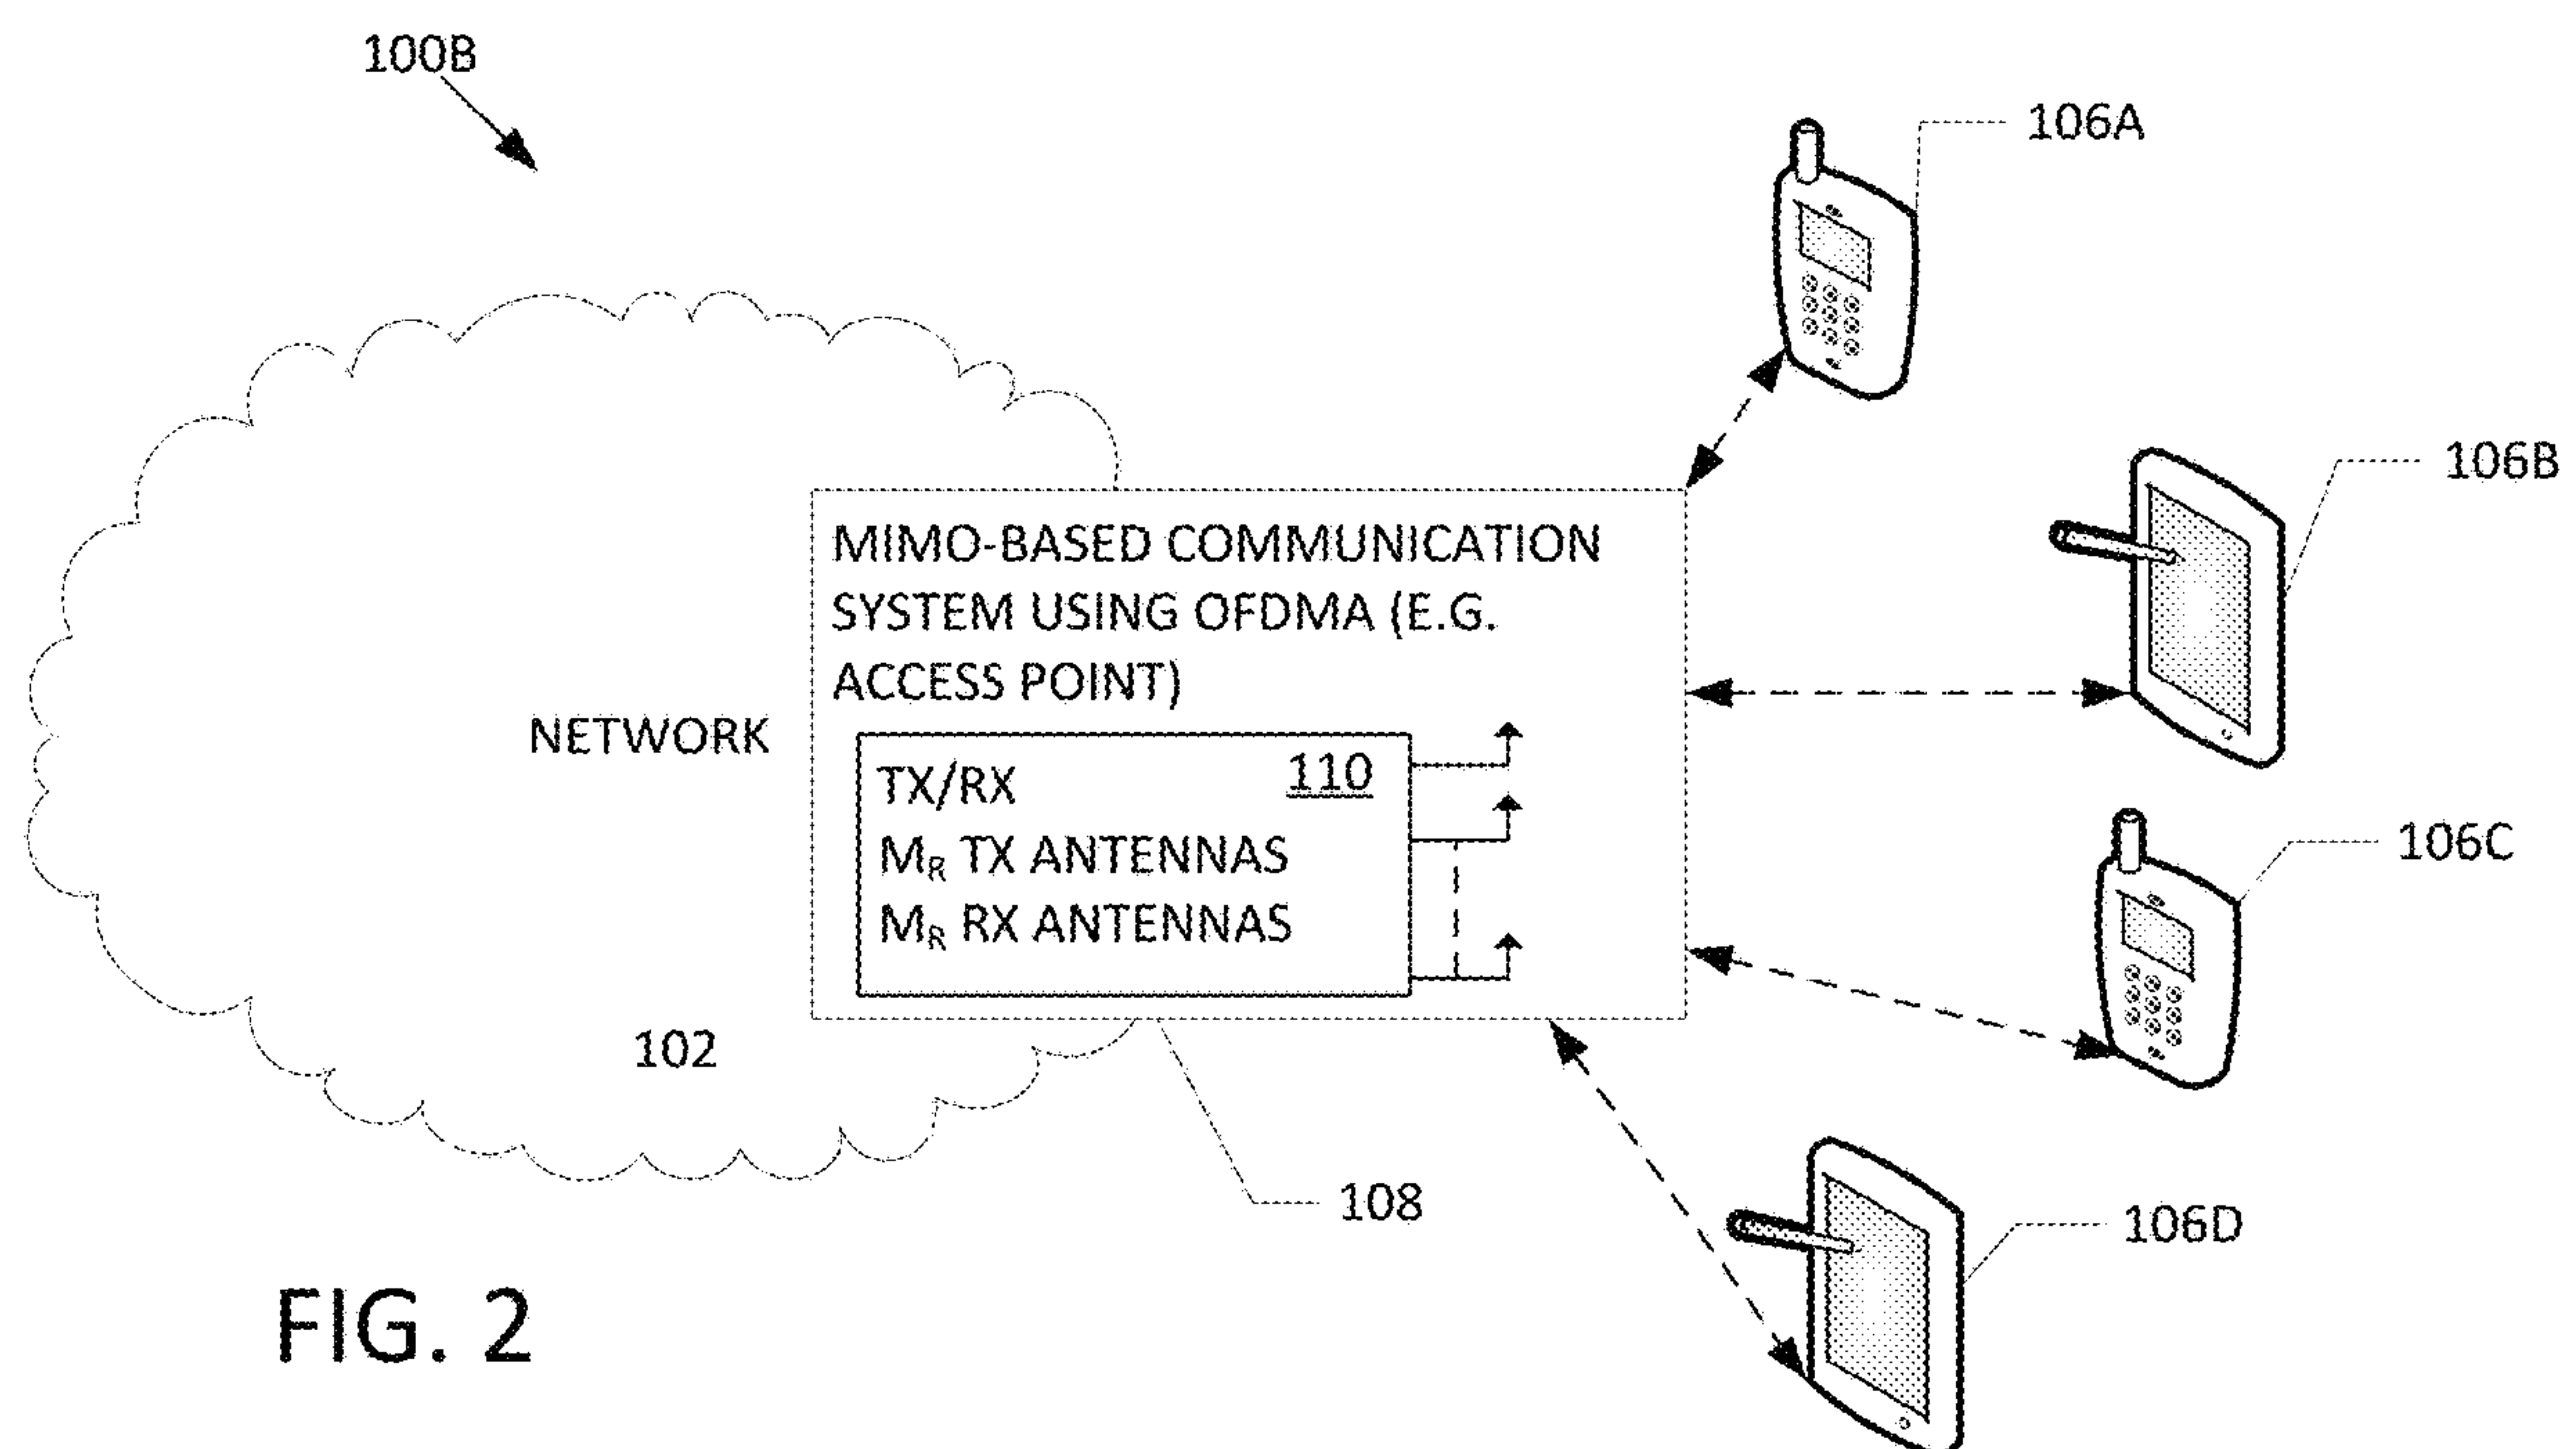 100B
106A
106B
MIMO-BASED COMMUNICATION
SYSTEM USING OFDMA (E.G.
ACCESS POINT)
NETWORK
TX/RX 110
MR TX ANTENNAS
MR RX ANTENNAS
106C
102
108
106D
FIG. 2